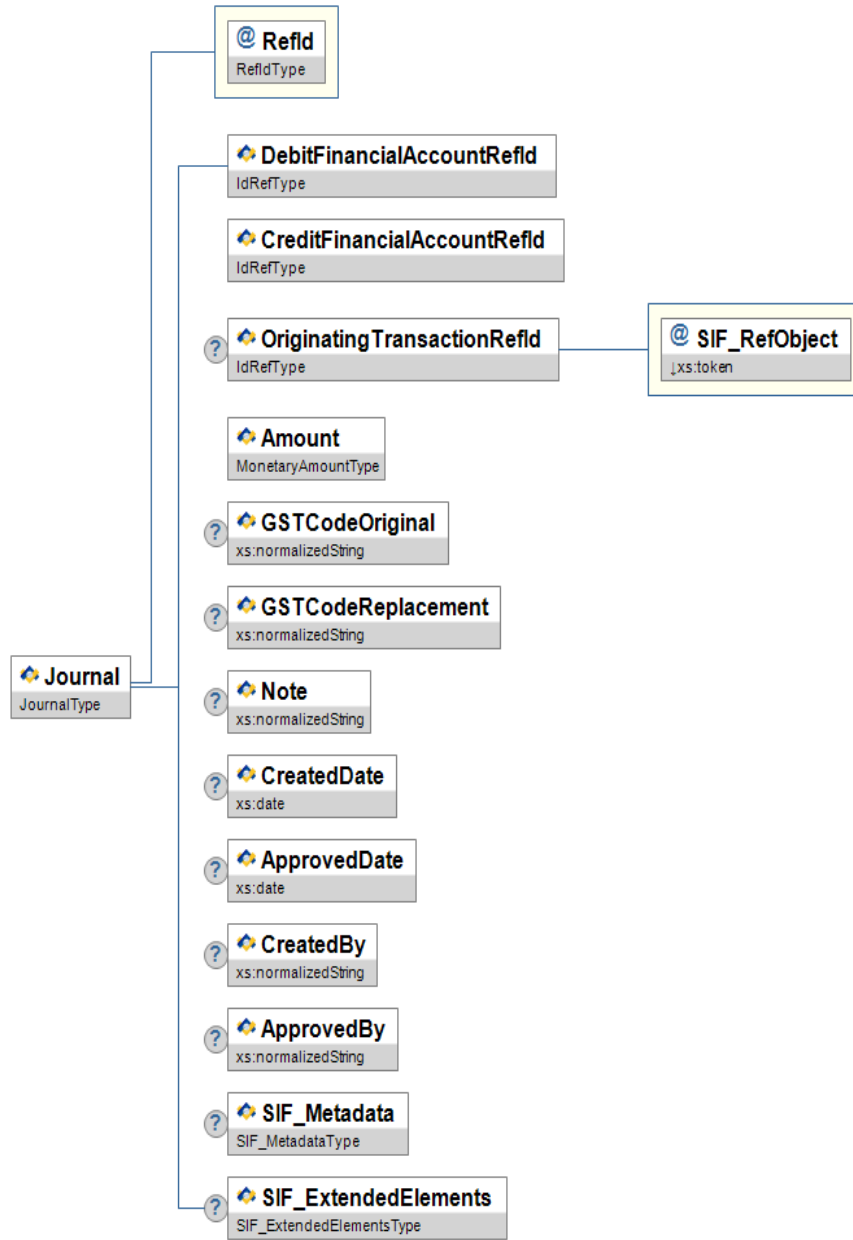 @ RefId
RefIdType
DebitFinancialAccountRefId
IdRefType
CreditFinancialAccountRefId
IdRefType
? OriginatingTransactionRefId
IdRefType
@ SIF_RefObject
↓xs:token
Amount
MonetaryAmountType
? GSTCodeOriginal
xs:normalizedString
? GSTCodeReplacement
xs:normalizedString
Journal
JournalType
? Note
xs:normalizedString
? CreatedDate
xs:date
? ApprovedDate
xs:date
? CreatedBy
xs:normalizedString
? ApprovedBy
xs:normalizedString
? SIF_Metadata
SIF_MetadataType
? SIF_ExtendedElements
SIF_ExtendedElementsType